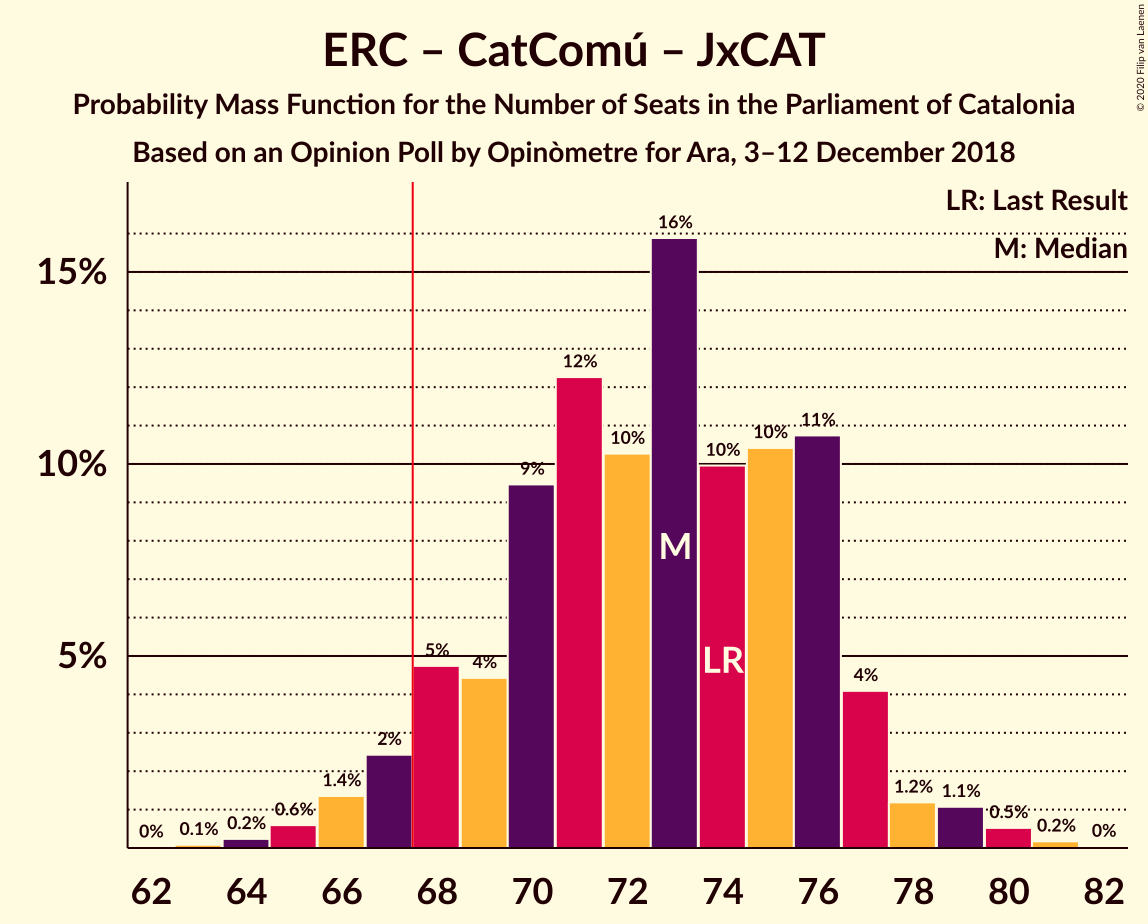 ERC – CatComú – JxCAT
Probability Mass Function for the Number of Seats in the Parliament of Catalonia
Based on an Opinion Poll by Opinòmetre for Ara, 3–12 December 2018
© 2020 Filip van Laenen
LR: Last Result
M: Median
15%
10%
5%
0%
0.1%
0.2%
0.6%
1.4%
2%
5%
4%
9%
12%
10%
16%
10%
10%
11%
4%
1.2%
1.1%
0.5%
0.2%
0%
M
LR
62 64 66 68 70 72 74 76 78 80 82